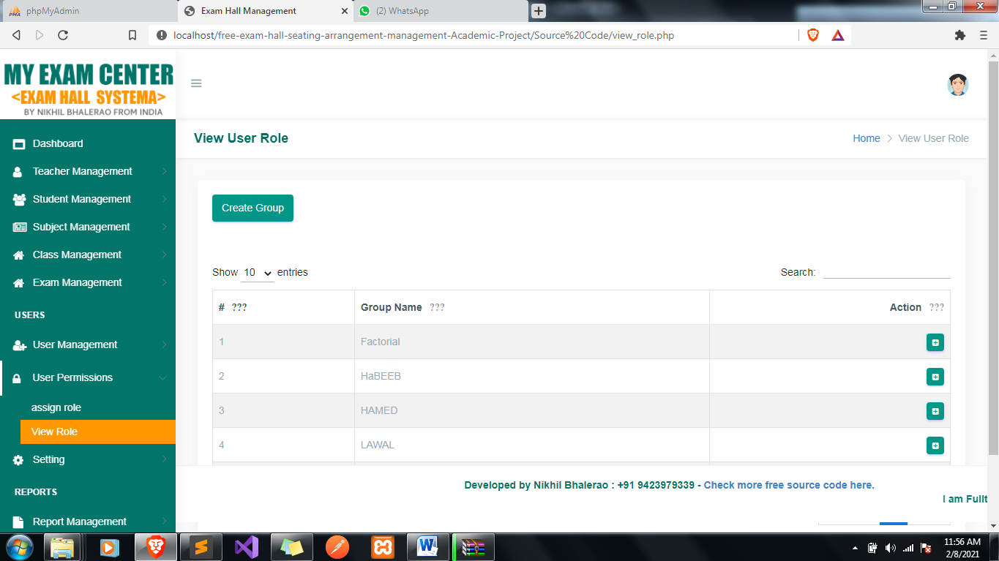 phpMyAdmin
Exam Hall Management
(2) WhatsApp
localhost/free-exam-hall-seating-arrangement-management-Academic-Project/Source%20Code/view_role.php
MY EXAM CENTER
<EXAM HALL SYSTEMA>
BY NIKHIL BHALERAO FROM INDIA
Dashboard
Teacher Management
Student Management
Subject Management
Class Management
Exam Management
USERS
User Management
User Permissions
assign role
View Role
Setting
REPORTS
Report Management
View User Role
Home > View User Role
Create Group
Show 10 entries
Search:
# ??? Group Name ??? Action ???
1 Factorial
2 HaBEEB
3 HAMED
4 LAWAL
Developed by Nikhil Bhalerao : +91 9423979339 - Check more free source code here.
I am Fullt
11:56 AM
2/8/2021